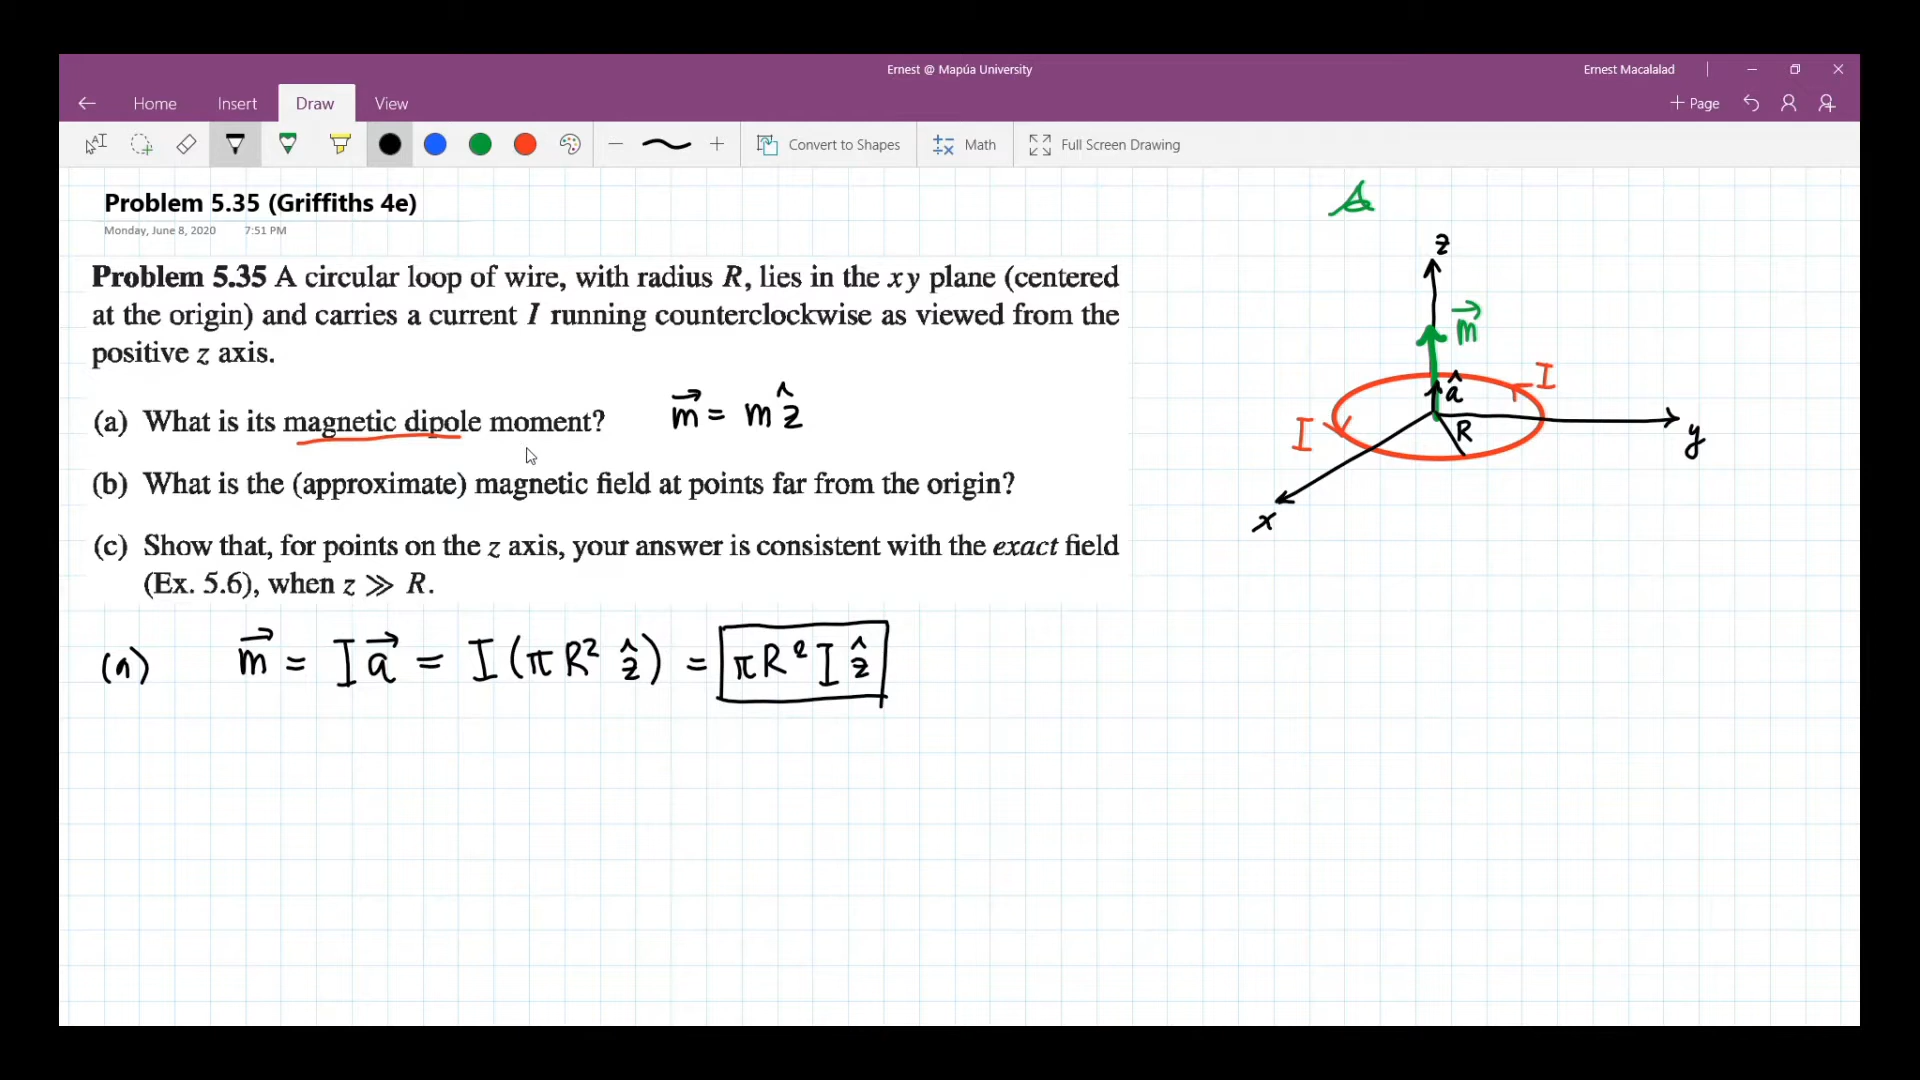 Ernest @ Mapúa University
Ernest Macalalad
Home Insert Draw View
Page
Convert to Shapes Math Full Screen Drawing
Problem 5.35 (Griffiths 4e)
Monday, June 8, 2020 7:51 PM
Problem 5.35 A circular loop of wire, with radius R, lies in the xy plane (centered
at the origin) and carries a current I running counterclockwise as viewed from the
positive z axis.
(a) What is its magnetic dipole moment?
m⃗ = m ẑ
(b) What is the (approximate) magnetic field at points far from the origin?
(c) Show that, for points on the z axis, your answer is consistent with the exact field
(Ex. 5.6), when z ≫ R.
(a) m⃗ = I a⃗ = I (π R² ẑ) = πR² I ẑ
z
m⃗
I
â
I
R
y
x